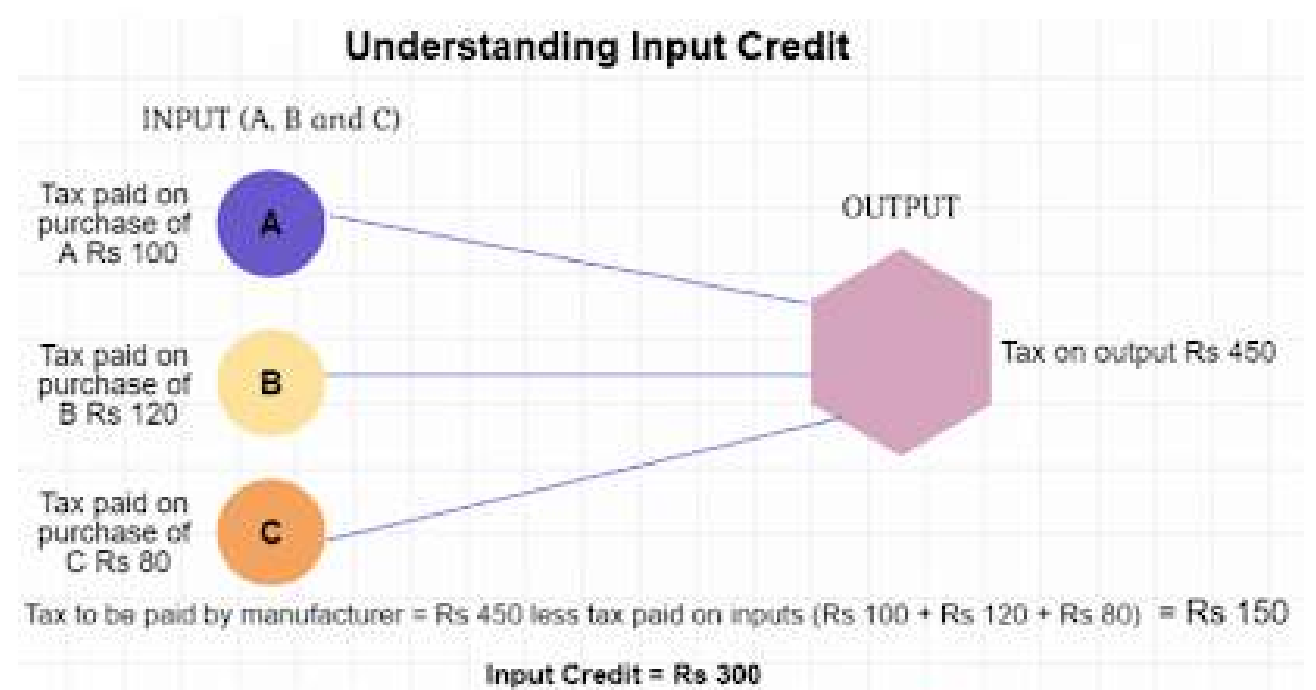 Understanding Input Credit
INPUT (A, B and C)
Tax paid on
purchase of
A Rs 100
A
OUTPUT
Tax paid on
purchase of
B Rs 120
B
Tax on output Rs 450
Tax paid on
purchase of
C Rs 80
C
Tax to be paid by manufacturer = Rs 450 less tax paid on inputs (Rs 100 + Rs 120 + Rs 80) = Rs 150
Input Credit = Rs 300